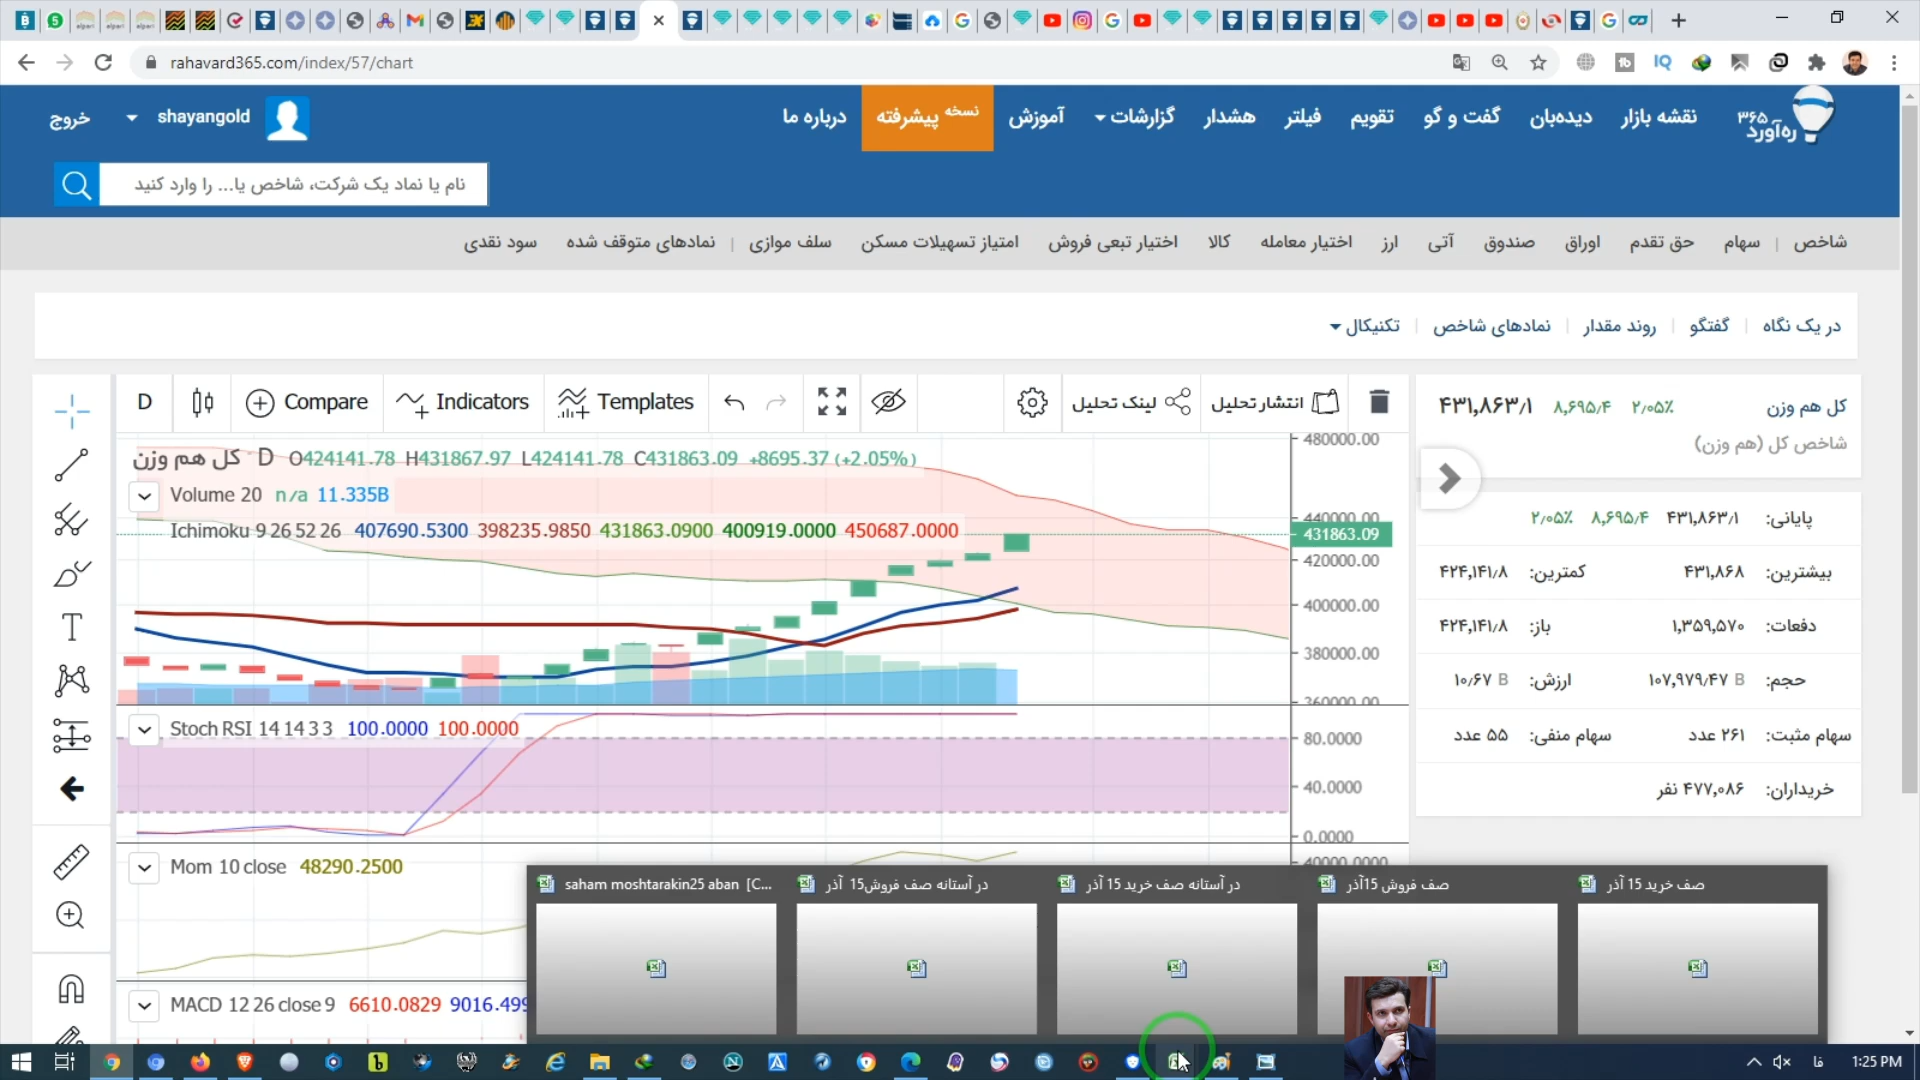 rahavard365.com/index/57/chart
ره‌آورد ۳۶۵
نقشه بازار
دیده‌بان
گفت و گو
تقویم
فیلتر
هشدار
گزارشات
آموزش
نسخه پیشرفته
درباره ما
shayangold
خروج
نام یا نماد یک شرکت، شاخص یا... را وارد کنید
شاخص | سهام حق تقدم اوراق صندوق آتی ارز اختیار معامله کالا اختیار تبعی فروش امتیاز تسهیلات مسکن سلف موازی | نمادهای متوقف شده سود نقدی
در یک نگاه | گفتگو | روند مقدار | نمادهای شاخص | تکنیکال
D Compare Indicators Templates لینک تحلیل انتشار تحلیل
کل هم وزن D O424141.78 H431867.97 L424141.78 C431863.09 +8695.37 (+2.05%)
Volume 20 n/a 11.335B
Ichimoku 9 26 52 26 407690.5300 398235.9850 431863.0900 400919.0000 450687.0000
480000.00
440000.00
431863.09
420000.00
400000.00
380000.00
360000.00
Stoch RSI 14 14 3 3 100.0000 100.0000
80.0000
40.0000
0.0000
Mom 10 close 48290.2500
40000.0000
MACD 12 26 close 9 6610.0829 9016.499
کل هم وزن ۲٫۰۵٪ ۸,۶۹۵٫۴ ۴۳۱,۸۶۳٫۱
شاخص کل (هم وزن)
پایانی: ۴۳۱,۸۶۳٫۱ ۸,۶۹۵٫۴ ۲٫۰۵٪
بیشترین: ۴۳۱,۸۶۸ کمترین: ۴۲۴,۱۴۱٫۸
دفعات: ۱,۳۵۹,۵۷۰ باز: ۴۲۴,۱۴۱٫۸
حجم: ۱۰۷,۹۷۹٫۴۷ B ارزش: ۱۰٫۶۷ B
سهام مثبت: ۲۶۱ عدد سهام منفی: ۵۵ عدد
خریداران: ۴۷۷,۰۸۶ نفر
saham moshtarakin25 aban [C...
در آستانه صف فروش15 آذر
در آستانه صف خرید 15 آذر
صف فروش 15آذر
صف خرید 15 آذر
فا
1:25 PM